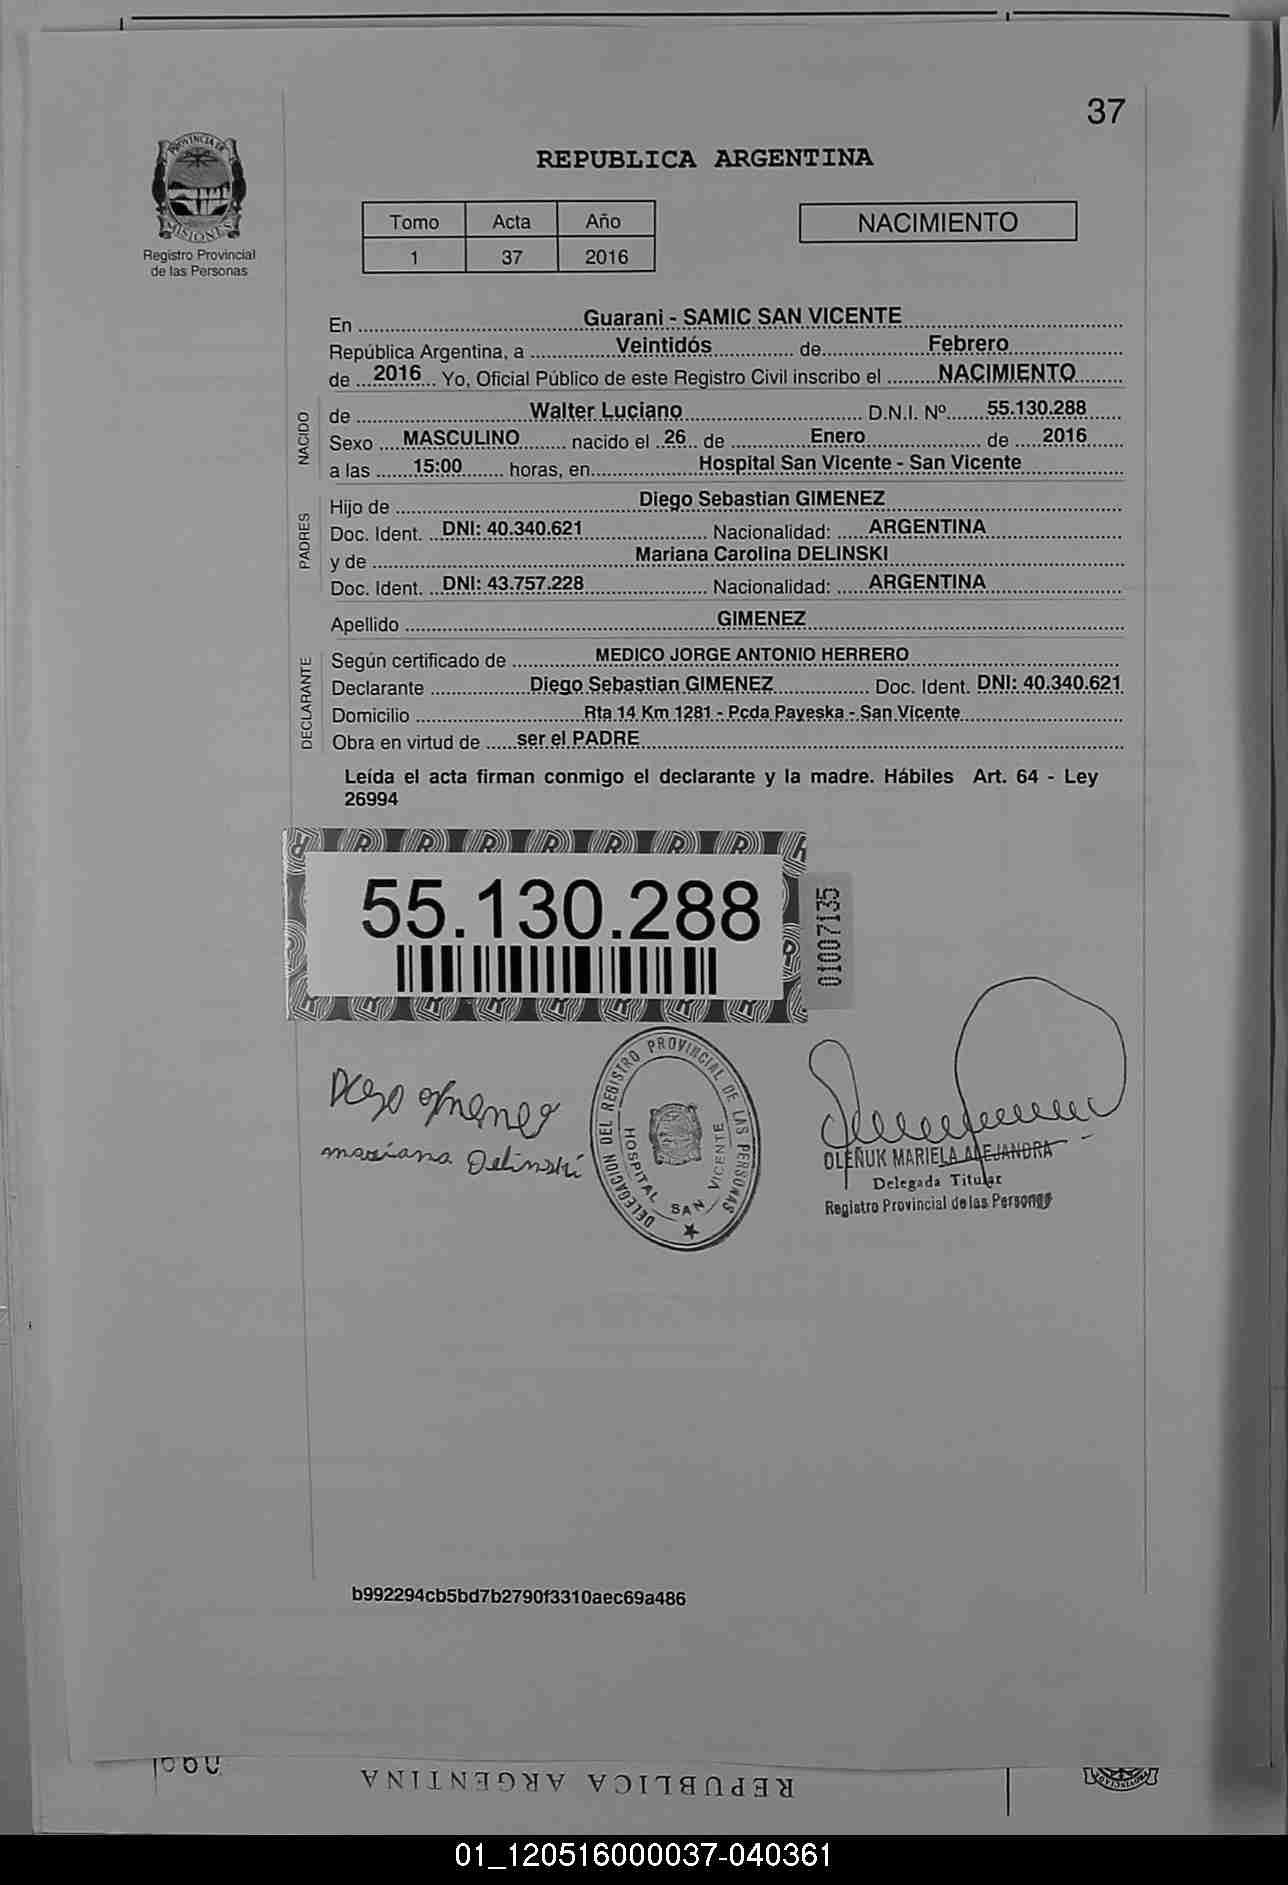 37
PROVINCIA DE
MISIONES
Registro Provincial
de las Personas
REPUBLICA ARGENTINA
Tomo Acta Año
1 37 2016
NACIMIENTO
En Guarani - SAMIC SAN VICENTE
República Argentina, a Veintidós de Febrero
de 2016 Yo, Oficial Público de este Registro Civil inscribo el NACIMIENTO
NACIDO
de Walter Luciano D.N.I. Nº 55.130.288
Sexo MASCULINO nacido el 26 de Enero de 2016
a las 15:00 horas, en Hospital San Vicente - San Vicente
PADRES
Hijo de Diego Sebastian GIMENEZ
Doc. Ident. DNI: 40.340.621 Nacionalidad: ARGENTINA
y de Mariana Carolina DELINSKI
Doc. Ident. DNI: 43.757.228 Nacionalidad: ARGENTINA
Apellido GIMENEZ
DECLARANTE
Según certificado de MEDICO JORGE ANTONIO HERRERO
Declarante Diego Sebastian GIMENEZ Doc. Ident. DNI: 40.340.621
Domicilio Rta 14 Km 1281 - Pcda Payeska - San Vicente
Obra en virtud de ser el PADRE
Leída el acta firman conmigo el declarante y la madre. Hábiles Art. 64 - Ley
26994
55.130.288
01007135
Diego Gimenez
mariana Delinski
DELEGACION DEL REGISTRO PROVINCIAL DE LAS PERSONAS
HOSPITAL SAN VICENTE
OLEÑUK MARIELA ALEJANDRA
Delegada Titular
Registro Provincial de las Personas
b992294cb5bd7b2790f3310aec69a486
REPUBLICA ARGENTINA
01_120516000037-040361